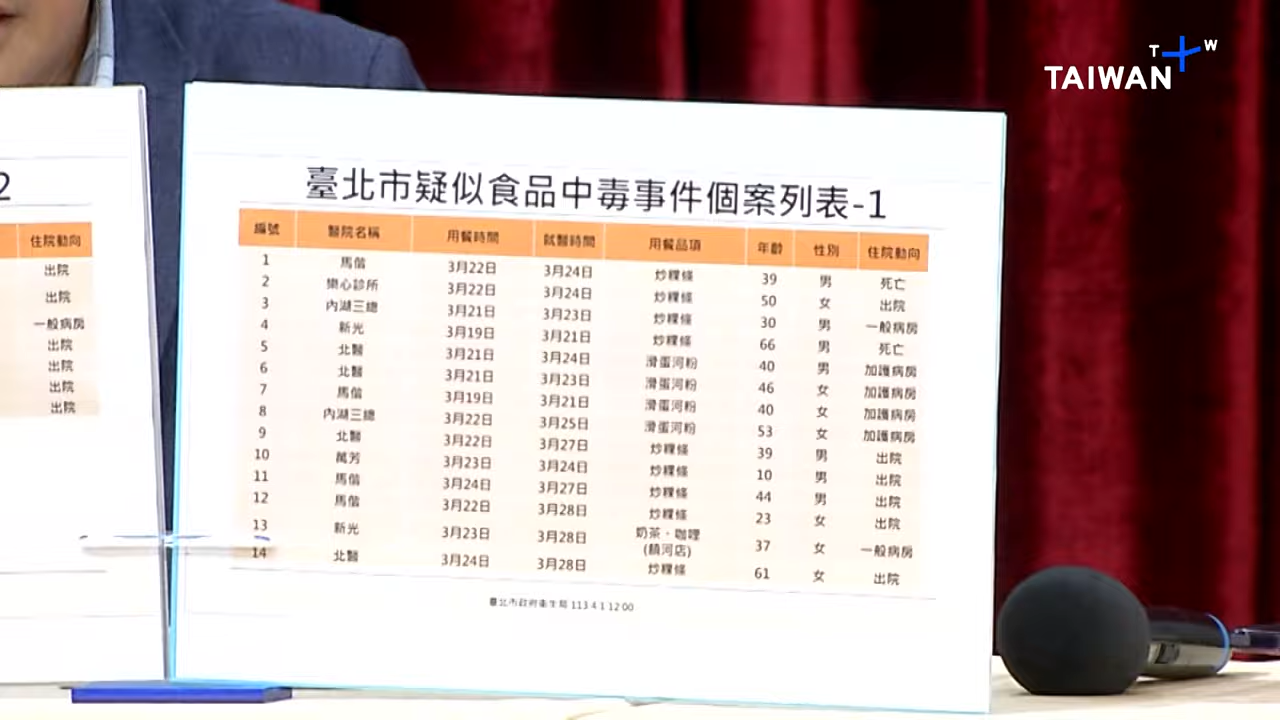 TAIWAN
T W
2
住院動向
出院
出院
一般病房
出院
出院
出院
出院
臺北市疑似食品中毒事件個案列表-1
編號 醫院名稱 用餐時間 就醫時間 用餐品項 年齡 性別 住院動向
1 馬偕 3月22日 3月24日 炒粿條 39 男 死亡
2 樂心診所 3月22日 3月24日 炒粿條 50 女 出院
3 內湖三總 3月21日 3月23日 炒粿條 30 男 一般病房
4 新光 3月19日 3月21日 炒粿條 66 男 死亡
5 北醫 3月21日 3月24日 滑蛋河粉 40 男 加護病房
6 北醫 3月21日 3月23日 滑蛋河粉 46 女 加護病房
7 馬偕 3月19日 3月21日 滑蛋河粉 40 女 加護病房
8 內湖三總 3月22日 3月25日 滑蛋河粉 53 女 加護病房
9 北醫 3月22日 3月27日 炒粿條 39 男 出院
10 萬芳 3月23日 3月24日 炒粿條 10 男 出院
11 馬偕 3月24日 3月27日 炒粿條 44 男 出院
12 馬偕 3月22日 3月28日 炒粿條 23 女 出院
13 新光 3月23日 3月28日 奶茶、咖哩 37 女 一般病房
(饒河店)
14 北醫 3月24日 3月28日 炒粿條 61 女 出院
臺北市政府衛生局 113 4 1 12 00